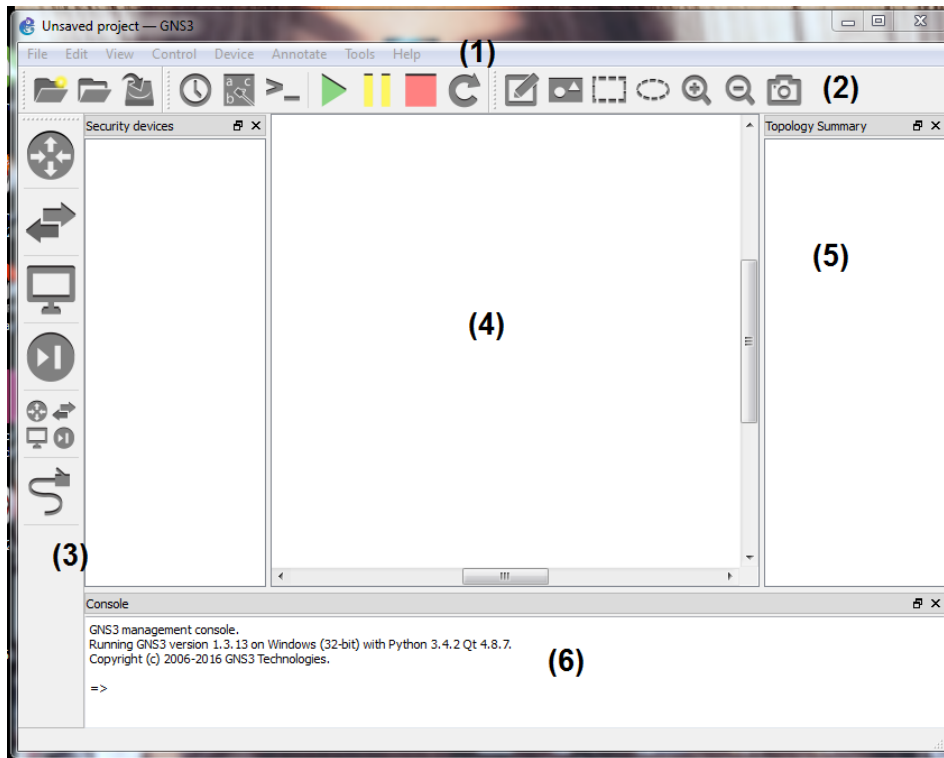 Unsaved project — GNS3
File Edit View Control Device Annotate Tools Help (1)
a c
b
>_
(2)
Security devices
Topology Summary
(5)
(4)
(3)
Console
GNS3 management console.
Running GNS3 version 1.3.13 on Windows (32-bit) with Python 3.4.2 Qt 4.8.7.
Copyright (c) 2006-2016 GNS3 Technologies.
(6)
=>